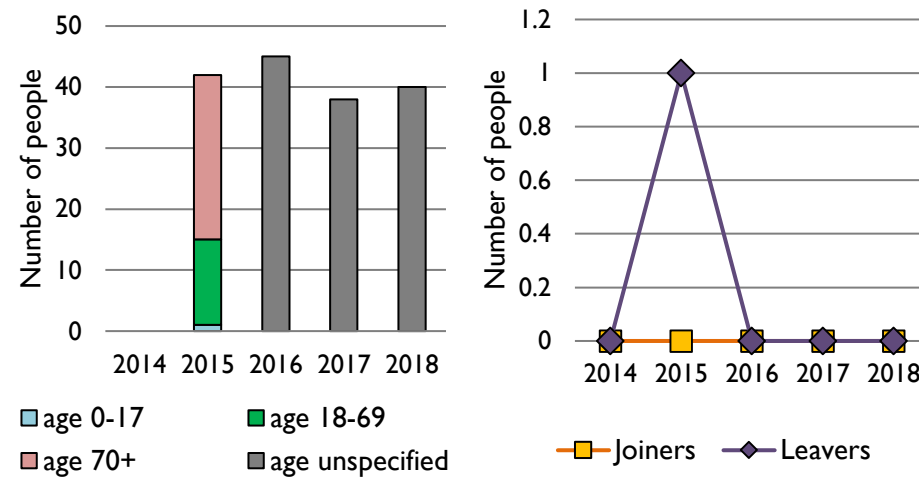 Number of people
50
40
30
20
10
0
2014 2015 2016 2017 2018
age 0-17
age 18-69
age 70+
age unspecified
Number of people
1.2
1
0.8
0.6
0.4
0.2
0
2014 2015 2016 2017 2018
Joiners
Leavers